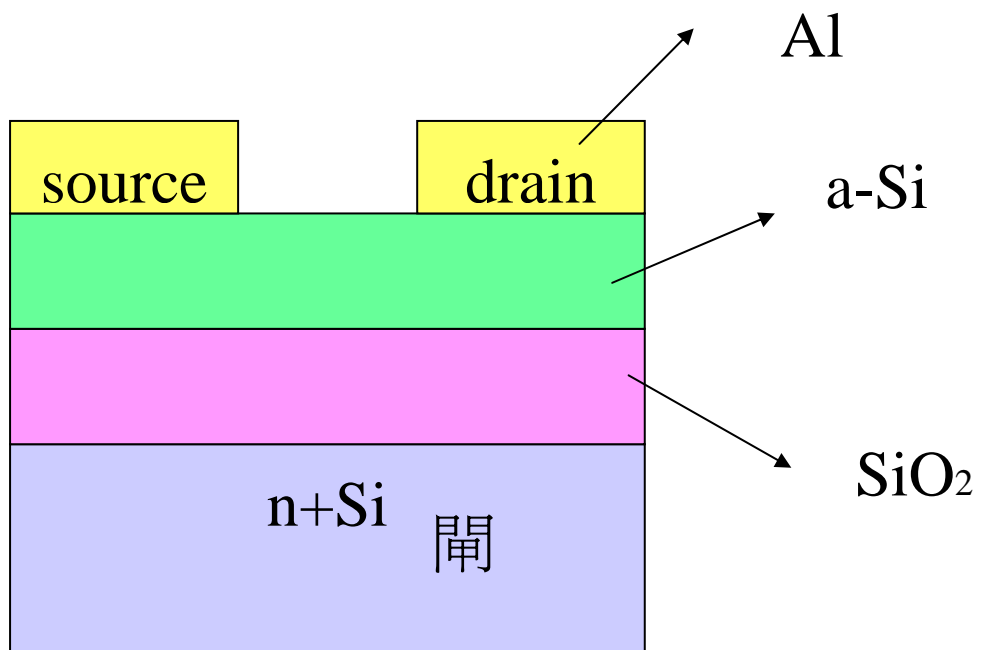 Al
source
drain
a-Si
SiO₂
n+Si
閘